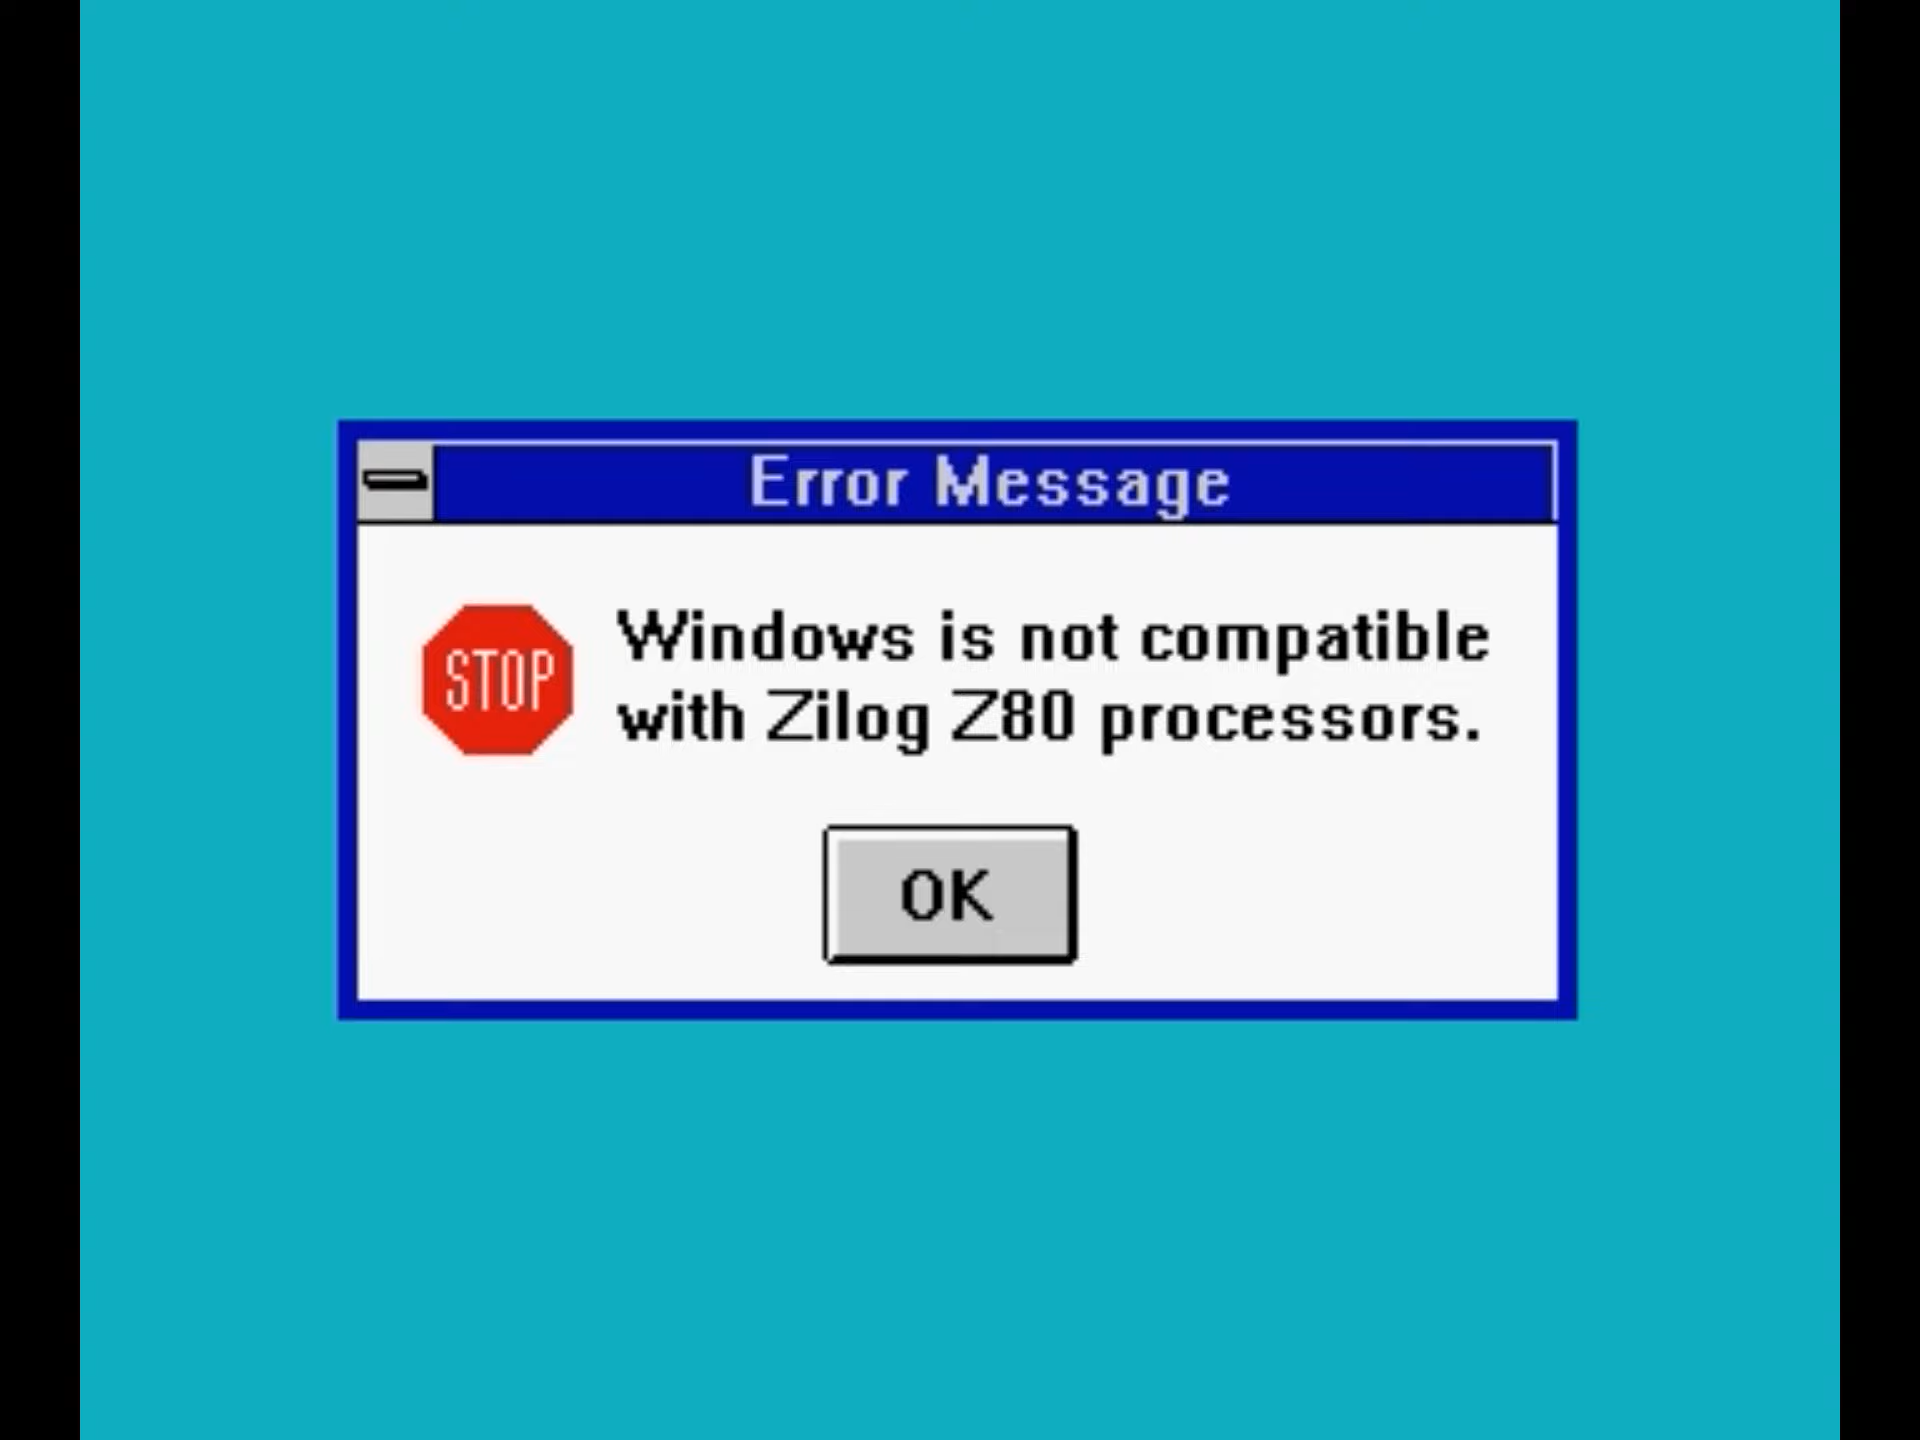 Error Message
STOP
Windows is not compatible
with Zilog Z80 processors.
OK